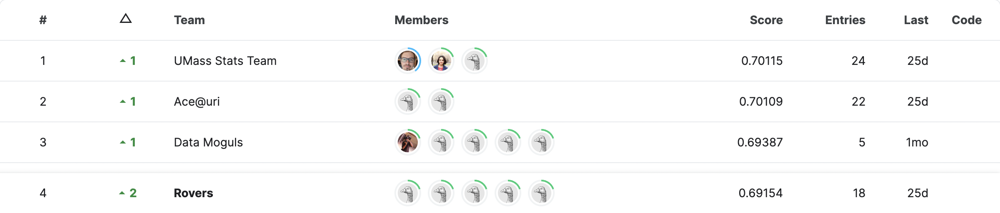 # △ Team Members Score Entries Last Code
1 1 UMass Stats Team 0.70115 24 25d
2 1 Ace@uri 0.70109 22 25d
3 1 Data Moguls 0.69387 5 1mo
4 2 Rovers 0.69154 18 25d